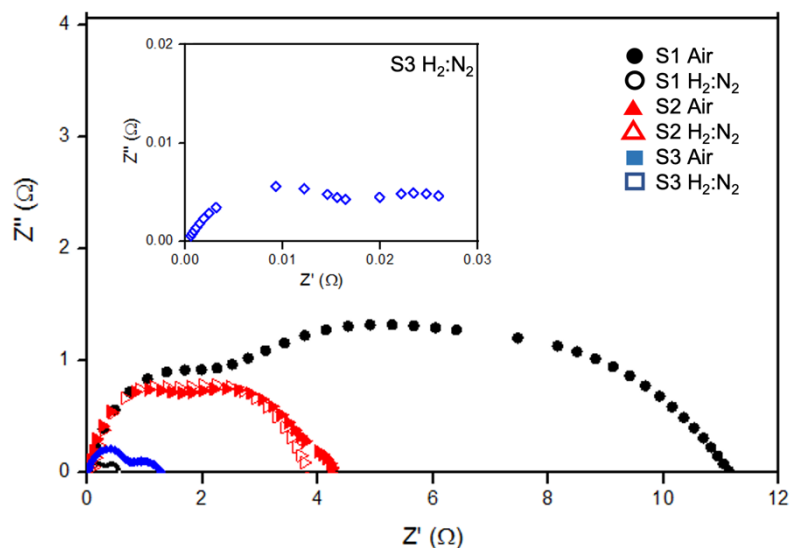 4
3
2
1
0
Z'' (Ω)
0
2
4
6
8
10
12
Z' (Ω)
S3 H₂:N₂
0.02
0.01
0.00
Z'' (Ω)
0.00
0.01
0.02
0.03
Z' (Ω)
S1 Air
S1 H₂:N₂
S2 Air
S2 H₂:N₂
S3 Air
S3 H₂:N₂